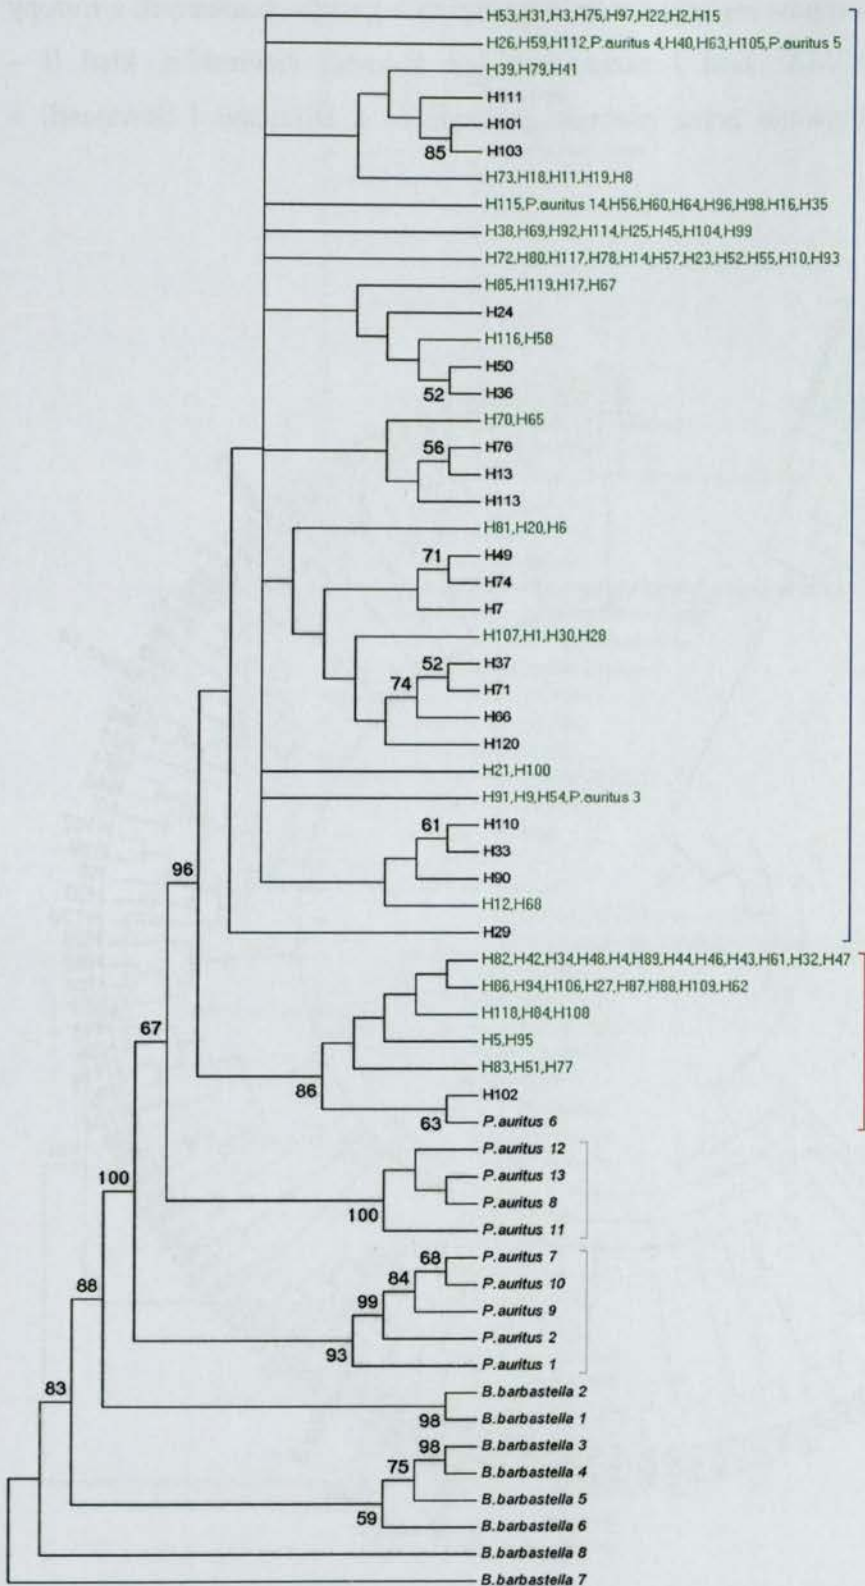 H53,H31,H3,H75,H97,H22,H2,H15
H26,H59,H112,P.auritus 4,H40,H63,H105,P.auritus 5
H39,H79,H41
H111
H101
85
H103
H73,H18,H11,H19,H8
H115,P.auritus 14,H56,H60,H64,H96,H98,H16,H35
H38,H69,H92,H114,H25,H45,H104,H99
H72,H80,H117,H78,H14,H57,H23,H52,H55,H10,H93
H85,H119,H17,H67
H24
H116,H58
H50
52
H36
H70,H65
56
H76
H13
H113
H81,H20,H6
71
H49
H74
H7
H107,H1,H30,H28
52
H37
74
H71
H66
H120
H21,H100
H91,H9,H54,P.auritus 3
61
H110
H33
96
H90
H12,H68
H29
H82,H42,H34,H48,H4,H89,H44,H46,H43,H61,H32,H47
H86,H94,H106,H27,H87,H88,H109,H62
H118,H84,H108
67
H5,H95
H83,H51,H77
86
H102
63
P.auritus 6
P.auritus 12
100
P.auritus 13
P.auritus 8
100
P.auritus 11
68
P.auritus 7
88
84
P.auritus 10
99
P.auritus 9
P.auritus 2
93
P.auritus 1
83
B.barbastella 2
98
B.barbastella 1
98
B.barbastella 3
75
B.barbastella 4
B.barbastella 5
59
B.barbastella 6
B.barbastella 8
B.barbastella 7